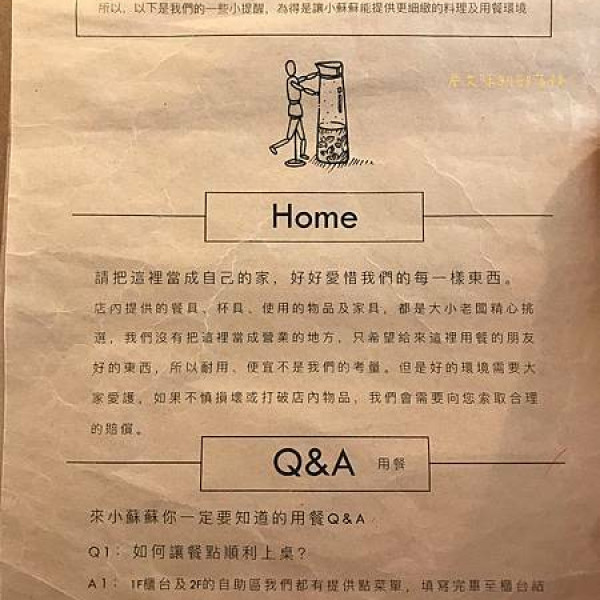 所以，以下是我們的一些小提醒，為得是讓小蘇蘇能提供更細緻的料理及用餐環境
Home
請把這裡當成自己的家，好好愛惜我們的每一樣東西。
店內提供的餐具、杯具、使用的物品及家具，都是大小老闆精心挑
選，我們沒有把這裡當成營業的地方，只希望給來這裡用餐的朋友
好的東西，所以耐用、便宜不是我們的考量。但是好的環境需要大
家愛護，如果不慎損壞或打破店內物品，我們會需要向您索取合理
的賠償。
Q&A 用餐
來小蘇蘇你一定要知道的用餐Q&A
Q1：如何讓餐點順利上桌？
A1：1F櫃台及2F的自助區我們都有提供點菜單，填寫完畢至櫃台結